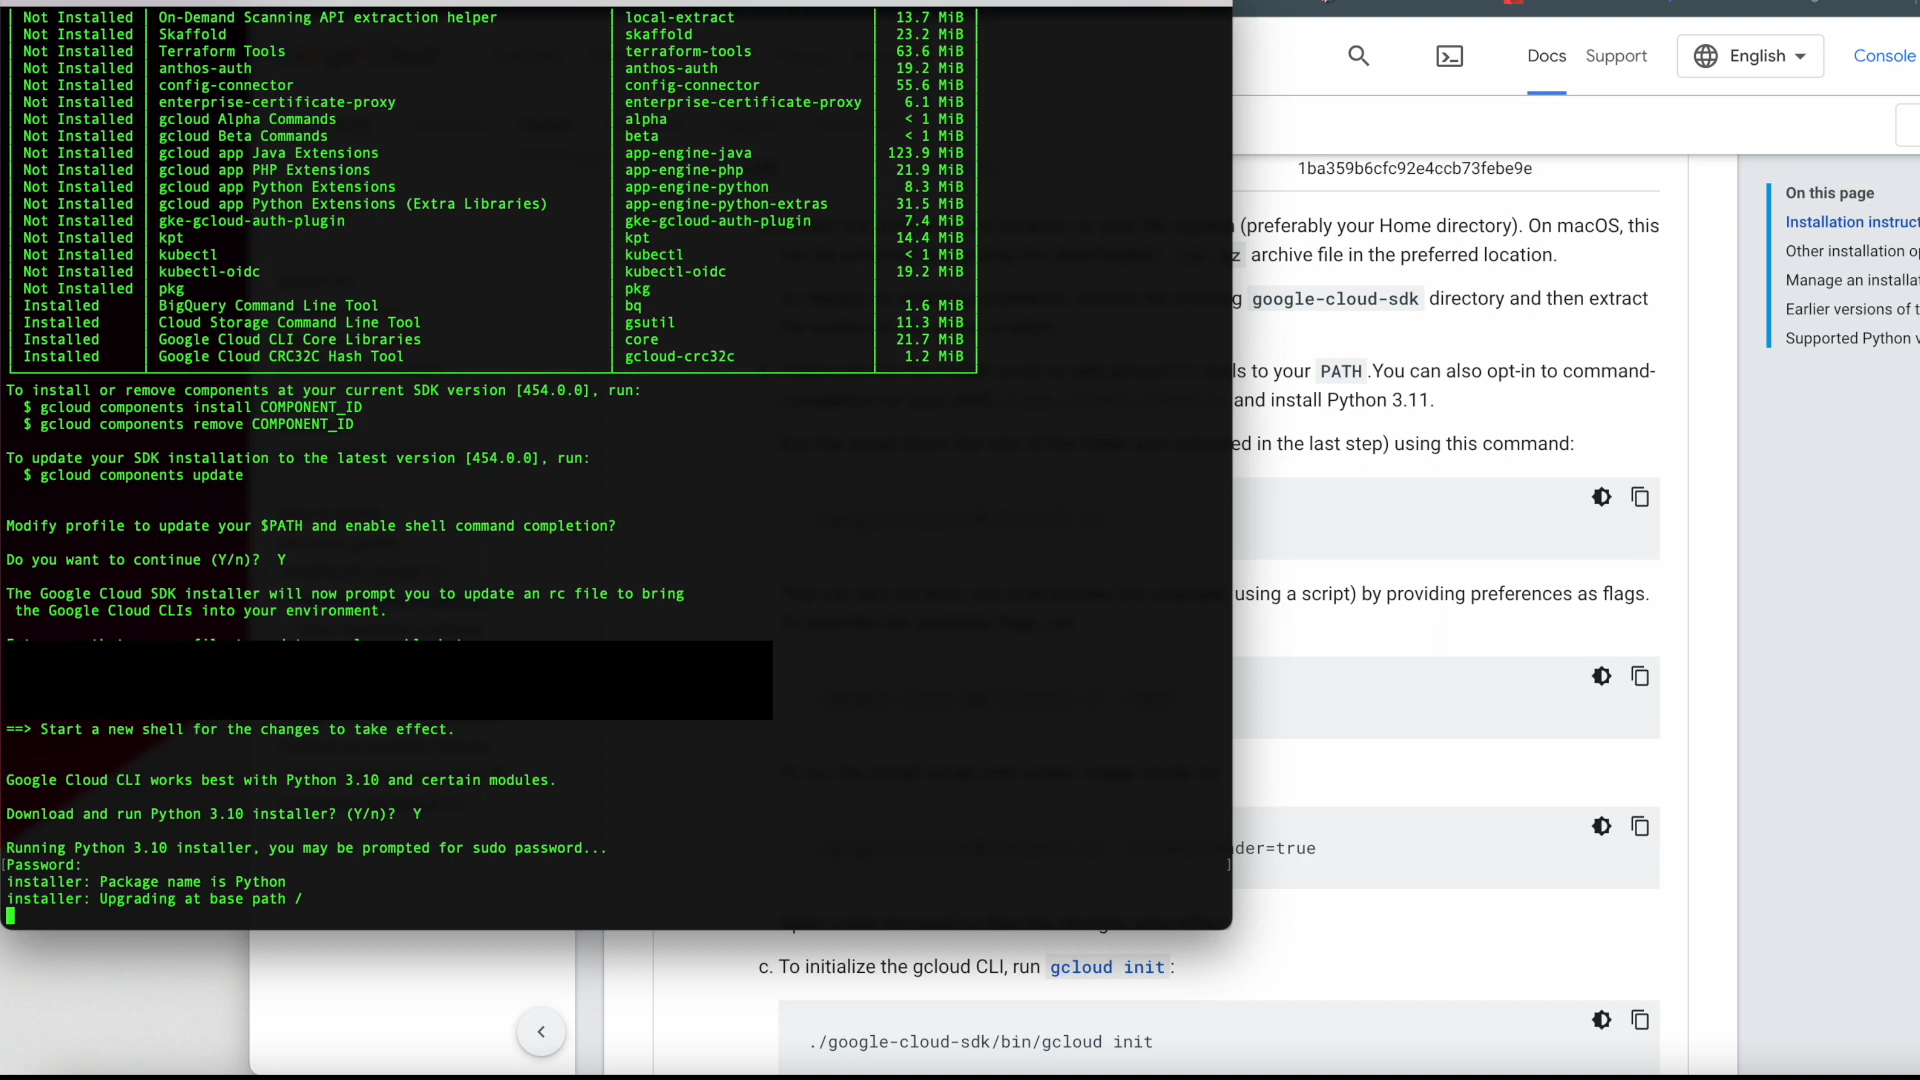 Not Installed On-Demand Scanning API extraction helper local-extract 13.7 MiB
Not Installed Skaffold skaffold 23.2 MiB
Not Installed Terraform Tools terraform-tools 63.6 MiB
Not Installed anthos-auth anthos-auth 19.2 MiB
Not Installed config-connector config-connector 55.6 MiB
Not Installed enterprise-certificate-proxy enterprise-certificate-proxy 6.1 MiB
Not Installed gcloud Alpha Commands alpha < 1 MiB
Not Installed gcloud Beta Commands beta < 1 MiB
Not Installed gcloud app Java Extensions app-engine-java 123.9 MiB
Not Installed gcloud app PHP Extensions app-engine-php 21.9 MiB
Not Installed gcloud app Python Extensions app-engine-python 8.3 MiB
Not Installed gcloud app Python Extensions (Extra Libraries) app-engine-python-extras 31.5 MiB
Not Installed gke-gcloud-auth-plugin gke-gcloud-auth-plugin 7.4 MiB
Not Installed kpt kpt 14.4 MiB
Not Installed kubectl kubectl < 1 MiB
Not Installed kubectl-oidc kubectl-oidc 19.2 MiB
Not Installed pkg pkg
Installed BigQuery Command Line Tool bq 1.6 MiB
Installed Cloud Storage Command Line Tool gsutil 11.3 MiB
Installed Google Cloud CLI Core Libraries core 21.7 MiB
Installed Google Cloud CRC32C Hash Tool gcloud-crc32c 1.2 MiB
To install or remove components at your current SDK version [454.0.0], run:
$ gcloud components install COMPONENT_ID
$ gcloud components remove COMPONENT_ID
To update your SDK installation to the latest version [454.0.0], run:
$ gcloud components update
Modify profile to update your $PATH and enable shell command completion?
Do you want to continue (Y/n)? Y
The Google Cloud SDK installer will now prompt you to update an rc file to bring
the Google Cloud CLIs into your environment.
==> Start a new shell for the changes to take effect.
Google Cloud CLI works best with Python 3.10 and certain modules.
Download and run Python 3.10 installer? (Y/n)? Y
Running Python 3.10 installer, you may be prompted for sudo password...
[Password: ]
installer: Package name is Python
installer: Upgrading at base path /
Docs Support English Console
1ba359b6cfc92e4ccb73febe9e
(preferably your Home directory). On macOS, this
archive file in the preferred location.
google-cloud-sdk directory and then extract
ls to your PATH.You can also opt-in to command-
and install Python 3.11.
ed in the last step) using this command:
using a script) by providing preferences as flags.
der=true
c. To initialize the gcloud CLI, run gcloud init:
./google-cloud-sdk/bin/gcloud init
On this page
Installation instruct
Other installation o
Manage an installat
Earlier versions of t
Supported Python v